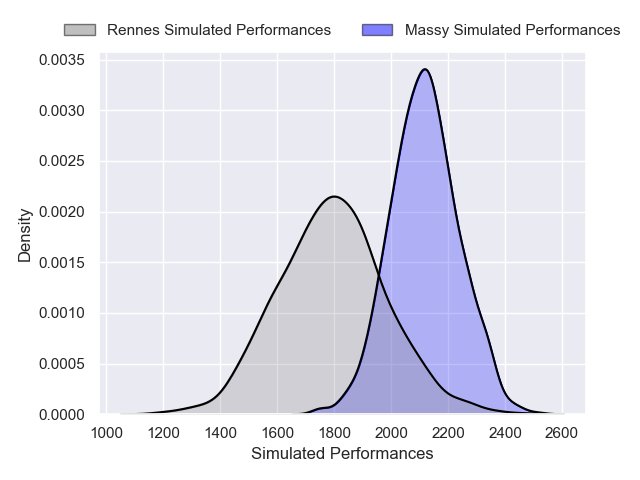 Rennes Simulated Performances Massy Simulated Performances
0.0035
0.0030
0.0025
0.0020
0.0015
0.0010
0.0005
0.0000
Density
1000 1200 1400 1600 1800 2000 2200 2400 2600
Simulated Performances